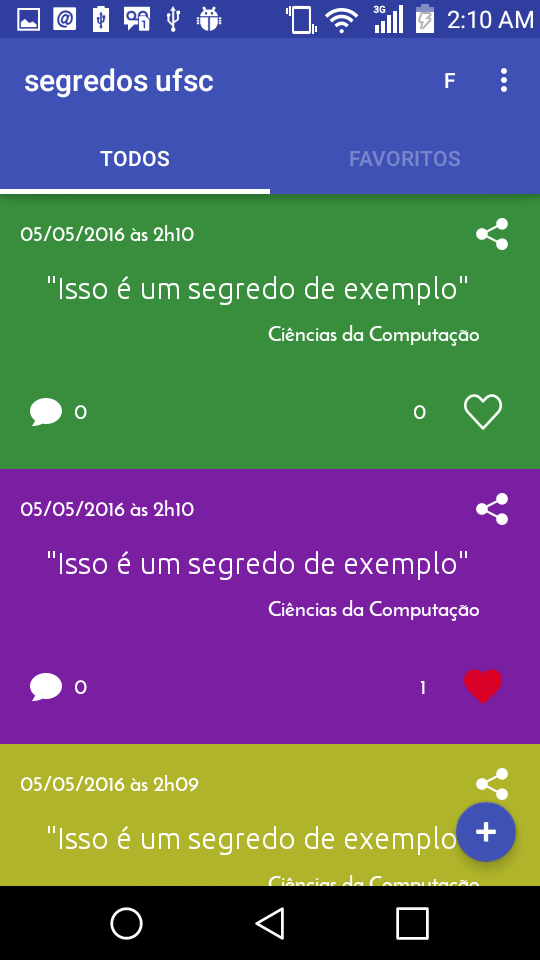 3G 2:10 AM
segredos ufsc F
TODOS FAVORITOS
05/05/2016 às 2h10
"Isso é um segredo de exemplo"
Ciências da Computação
0 0
05/05/2016 às 2h10
"Isso é um segredo de exemplo"
Ciências da Computação
0 1
05/05/2016 às 2h09
"Isso é um segredo de exemplo
Ciências da Computação